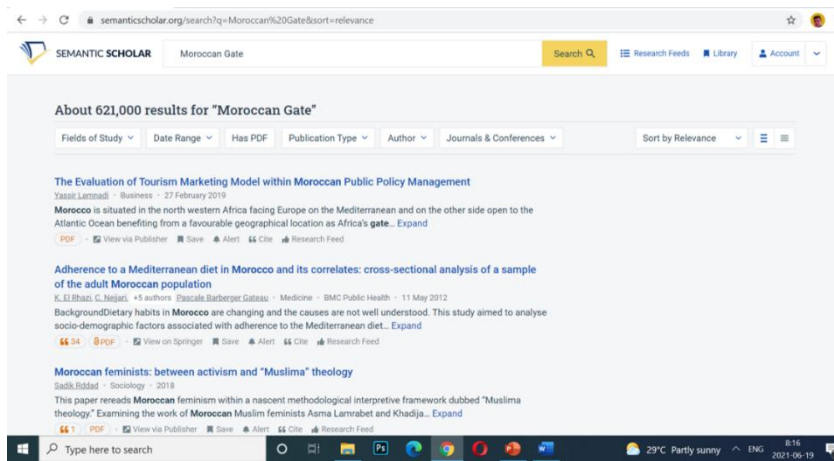 semanticscholar.org/search?q=Moroccan%20Gate&sort=relevance
SEMANTIC SCHOLAR Moroccan Gate Search Research Feeds Library Account
About 621,000 results for "Moroccan Gate"
Fields of Study Date Range Has PDF Publication Type Author Journals & Conferences Sort by Relevance
The Evaluation of Tourism Marketing Model within Moroccan Public Policy Management
Yassir Lamnadi · Business · 27 February 2019
Morocco is situated in the north western Africa facing Europe on the Mediterranean and on the other side open to the
Atlantic Ocean benefiting from a favourable geographical location as Africa's gate... Expand
PDF · View via Publisher Save Alert Cite Research Feed
Adherence to a Mediterranean diet in Morocco and its correlates: cross-sectional analysis of a sample
of the adult Moroccan population
K. El Rhazi, C. Nejjari, +5 authors Pascale Barberger Gateau · Medicine · BMC Public Health · 11 May 2012
BackgroundDietary habits in Morocco are changing and the causes are not well understood. This study aimed to analyse
socio-demographic factors associated with adherence to the Mediterranean diet... Expand
34 PDF · View on Springer Save Alert Cite Research Feed
Moroccan feminists: between activism and "Muslima" theology
Sadik Rddad · Sociology · 2018
This paper rereads Moroccan feminism within a nascent methodological interpretive framework dubbed "Muslima
theology." Examining the work of Moroccan Muslim feminists Asma Lamrabet and Khadija... Expand
1 PDF · View via Publisher Save Alert Cite Research Feed
Type here to search Ps 29°C Partly sunny ENG 8:16
2021-06-19